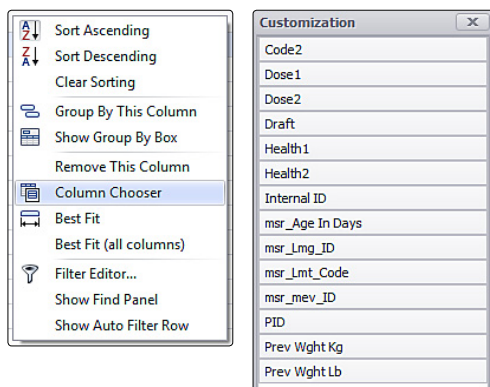 Sort Ascending
Sort Descending
Clear Sorting
Group By This Column
Show Group By Box
Remove This Column
Column Chooser
Best Fit
Best Fit (all columns)
Filter Editor...
Show Find Panel
Show Auto Filter Row
Customization
Code2
Dose1
Dose2
Draft
Health1
Health2
Internal ID
msr_Age In Days
msr_Lmg_ID
msr_Lmt_Code
msr_mev_ID
PID
Prev Wght Kg
Prev Wght Lb